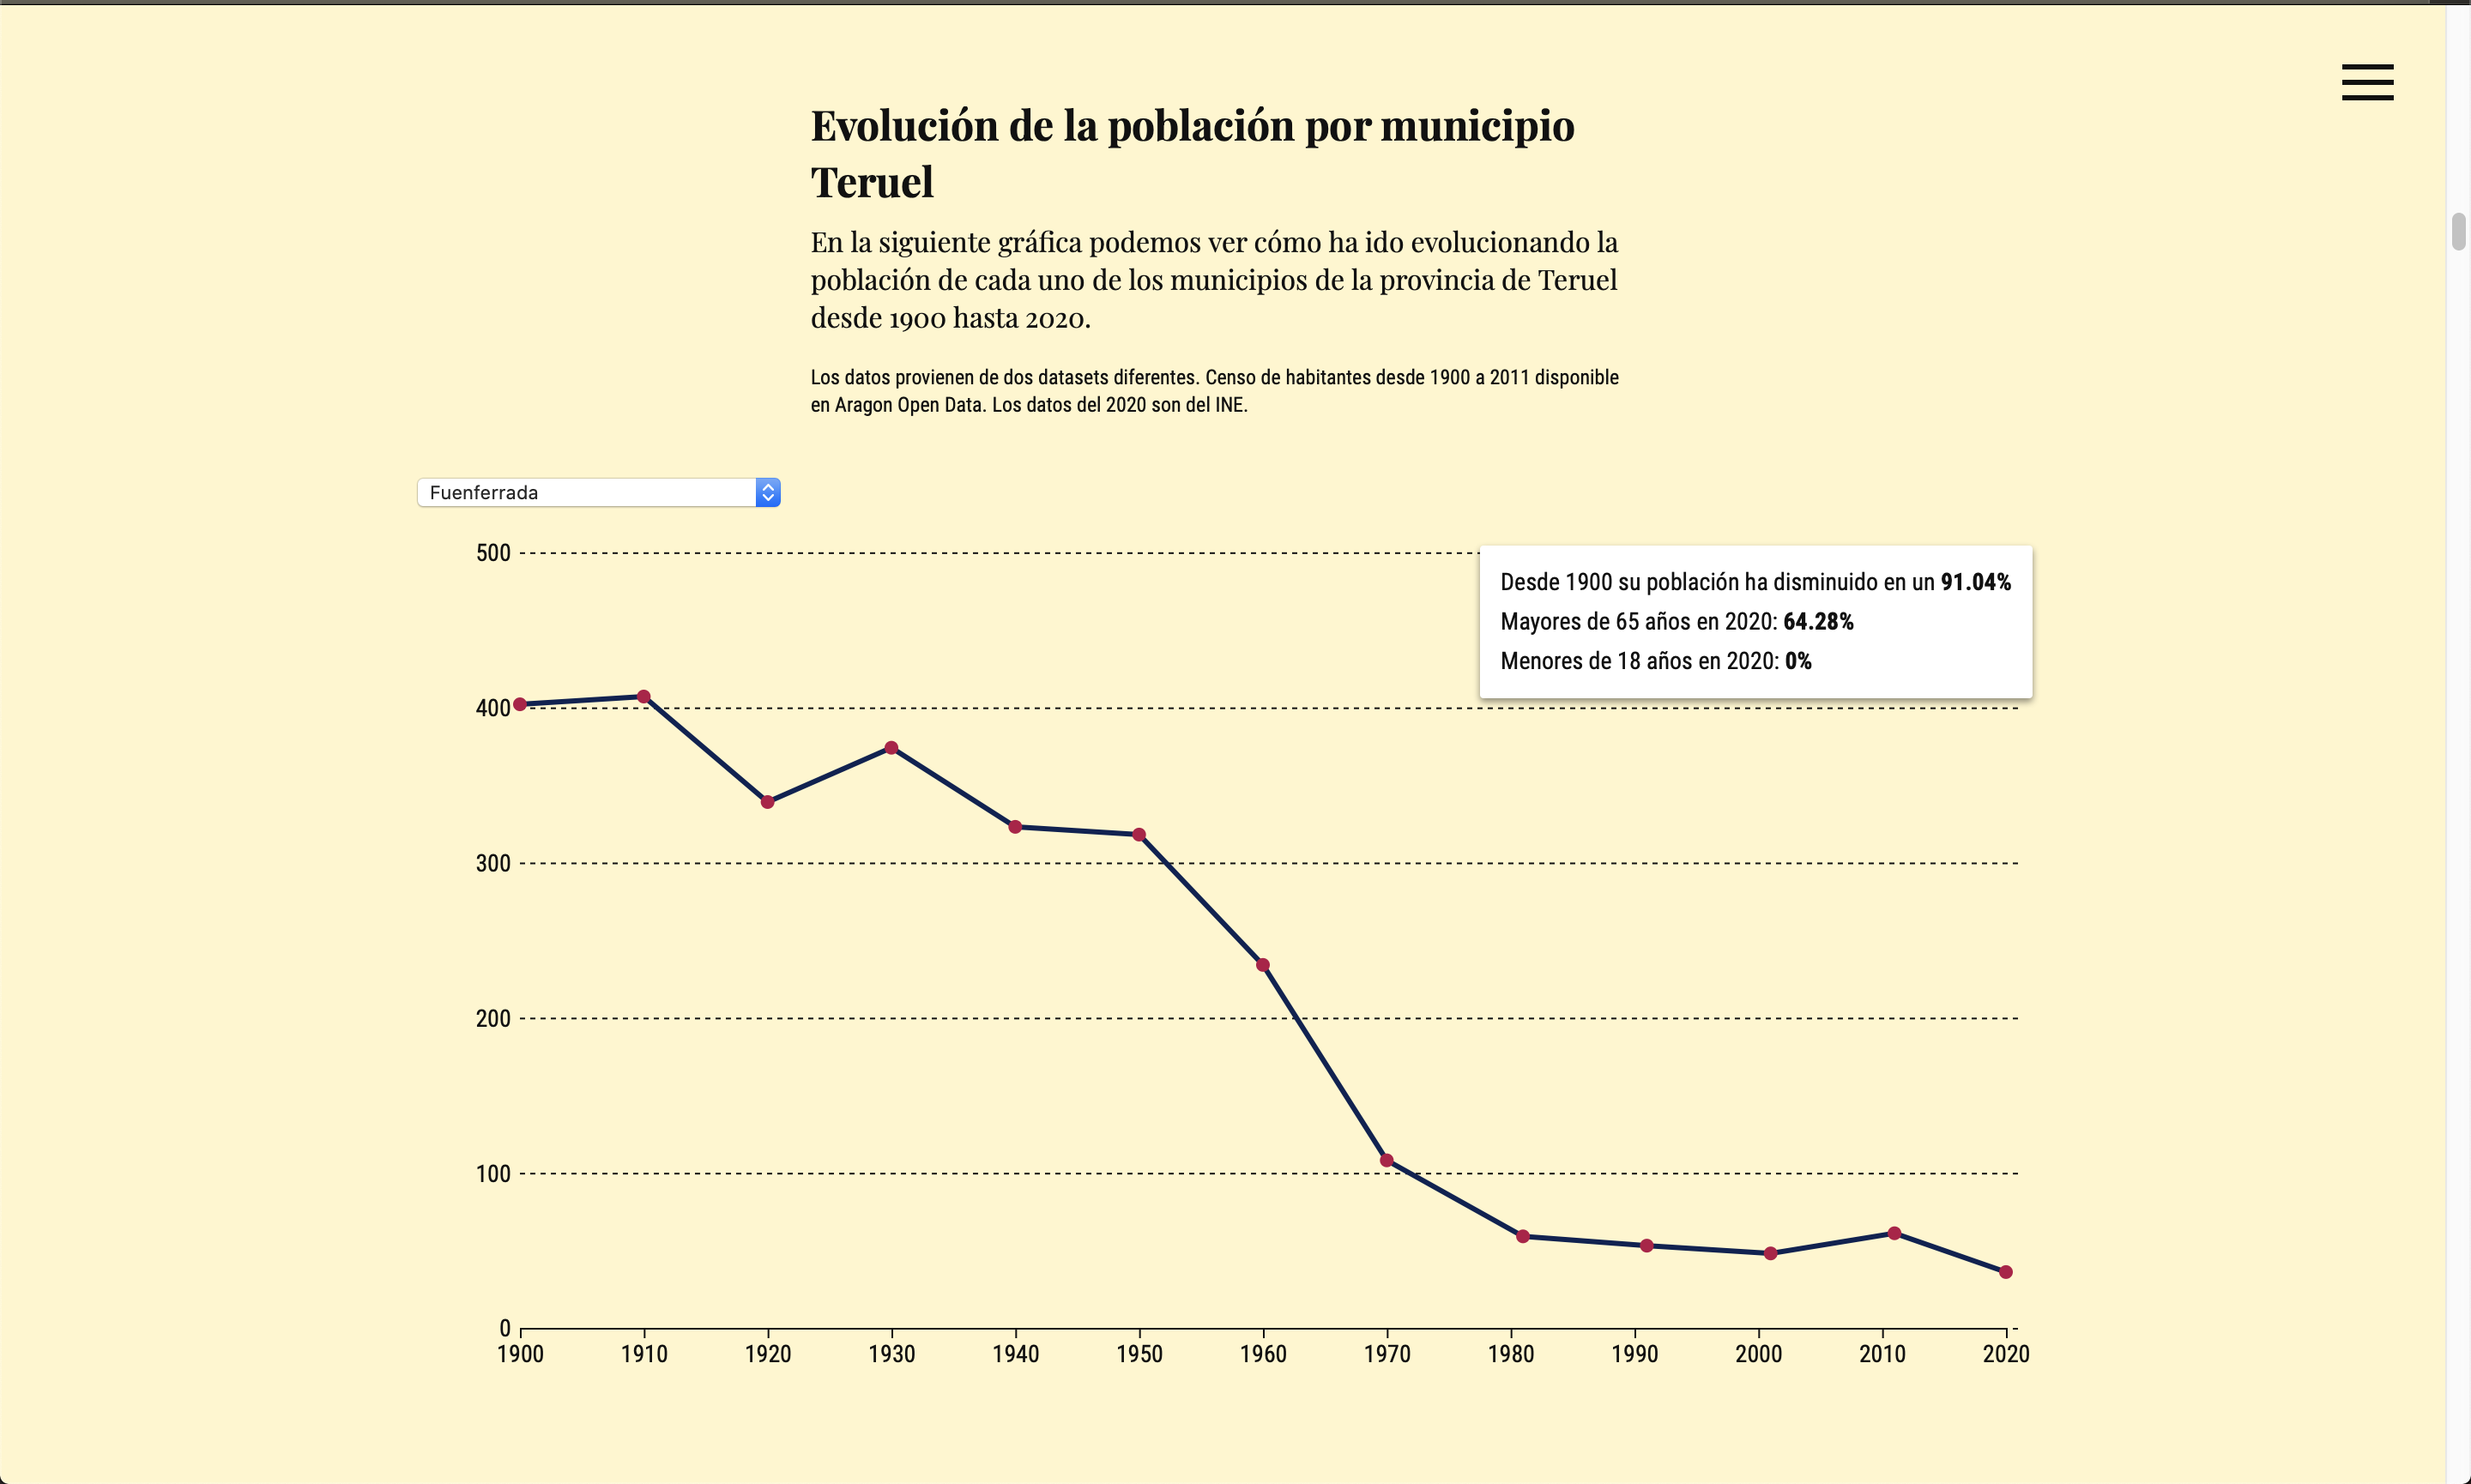 Evolución de la población por municipio
Teruel
En la siguiente gráfica podemos ver cómo ha ido evolucionando la
población de cada uno de los municipios de la provincia de Teruel
desde 1900 hasta 2020.
Los datos provienen de dos datasets diferentes. Censo de habitantes desde 1900 a 2011 disponible
en Aragon Open Data. Los datos del 2020 son del INE.
Fuenferrada
500
Desde 1900 su población ha disminuido en un 91.04%
Mayores de 65 años en 2020: 64.28%
Menores de 18 años en 2020: 0%
400
300
200
100
0
1900 1910 1920 1930 1940 1950 1960 1970 1980 1990 2000 2010 2020